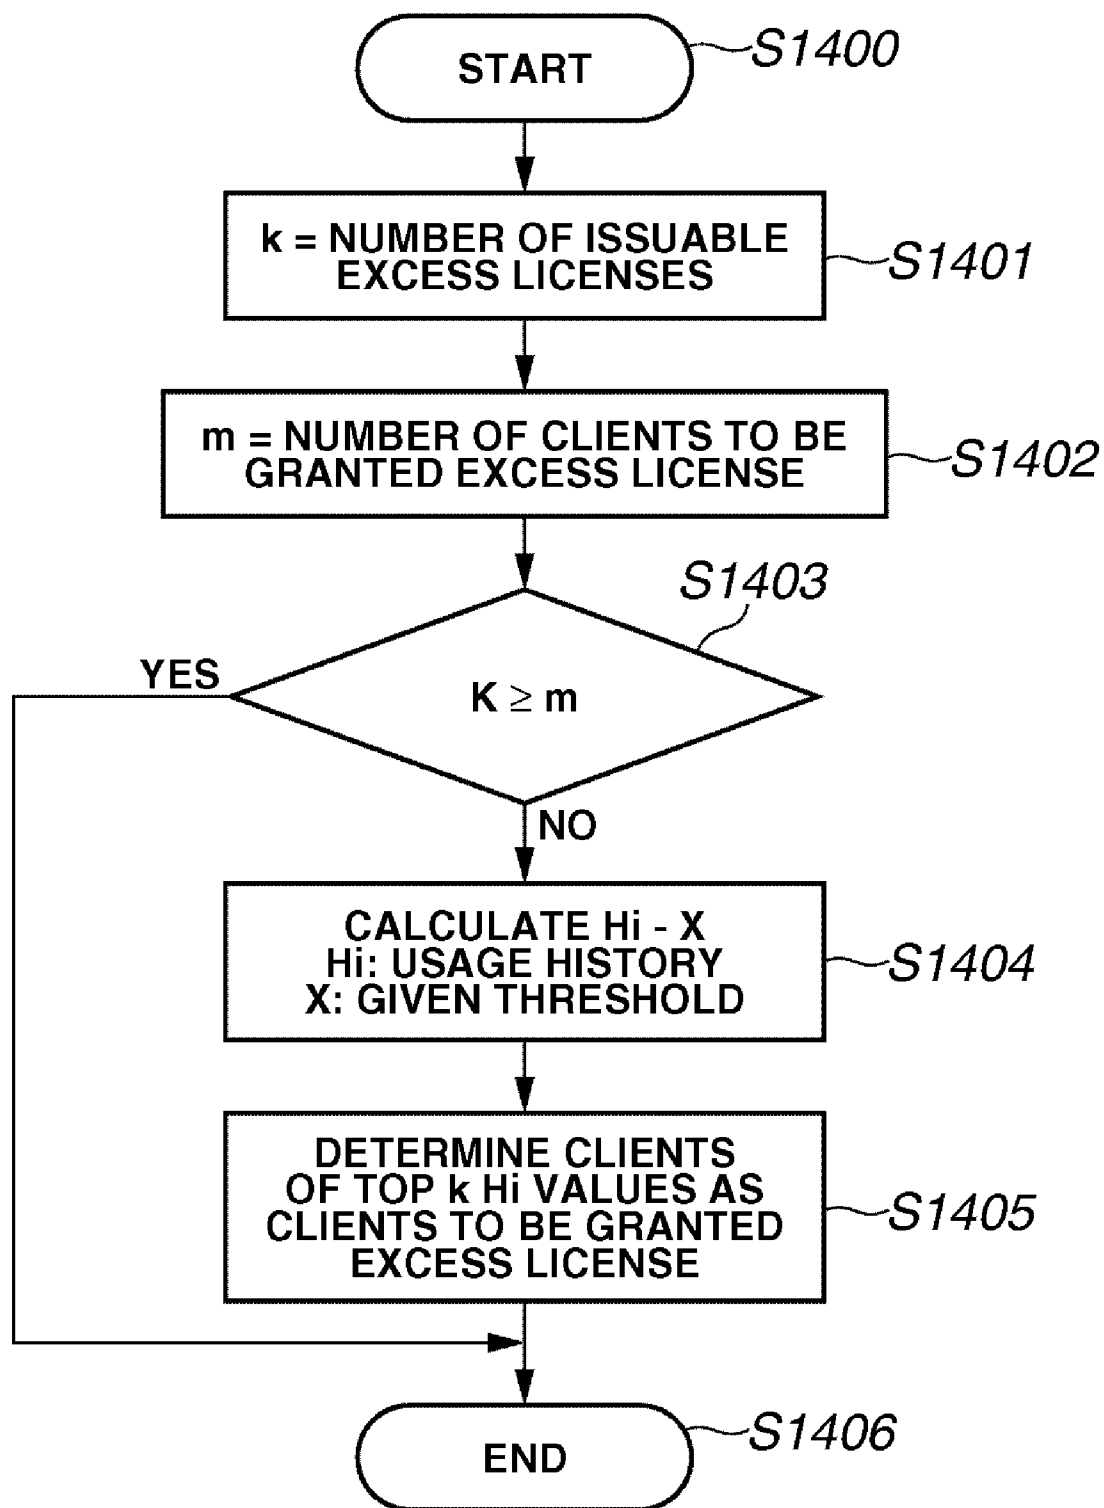 START
S1400
k = NUMBER OF ISSUABLE
EXCESS LICENSES
S1401
m = NUMBER OF CLIENTS TO BE
GRANTED EXCESS LICENSE
S1402
S1403
YES
K ≥ m
NO
CALCULATE Hi - X
Hi: USAGE HISTORY
X: GIVEN THRESHOLD
S1404
DETERMINE CLIENTS
OF TOP k Hi VALUES AS
CLIENTS TO BE GRANTED
EXCESS LICENSE
S1405
END
S1406